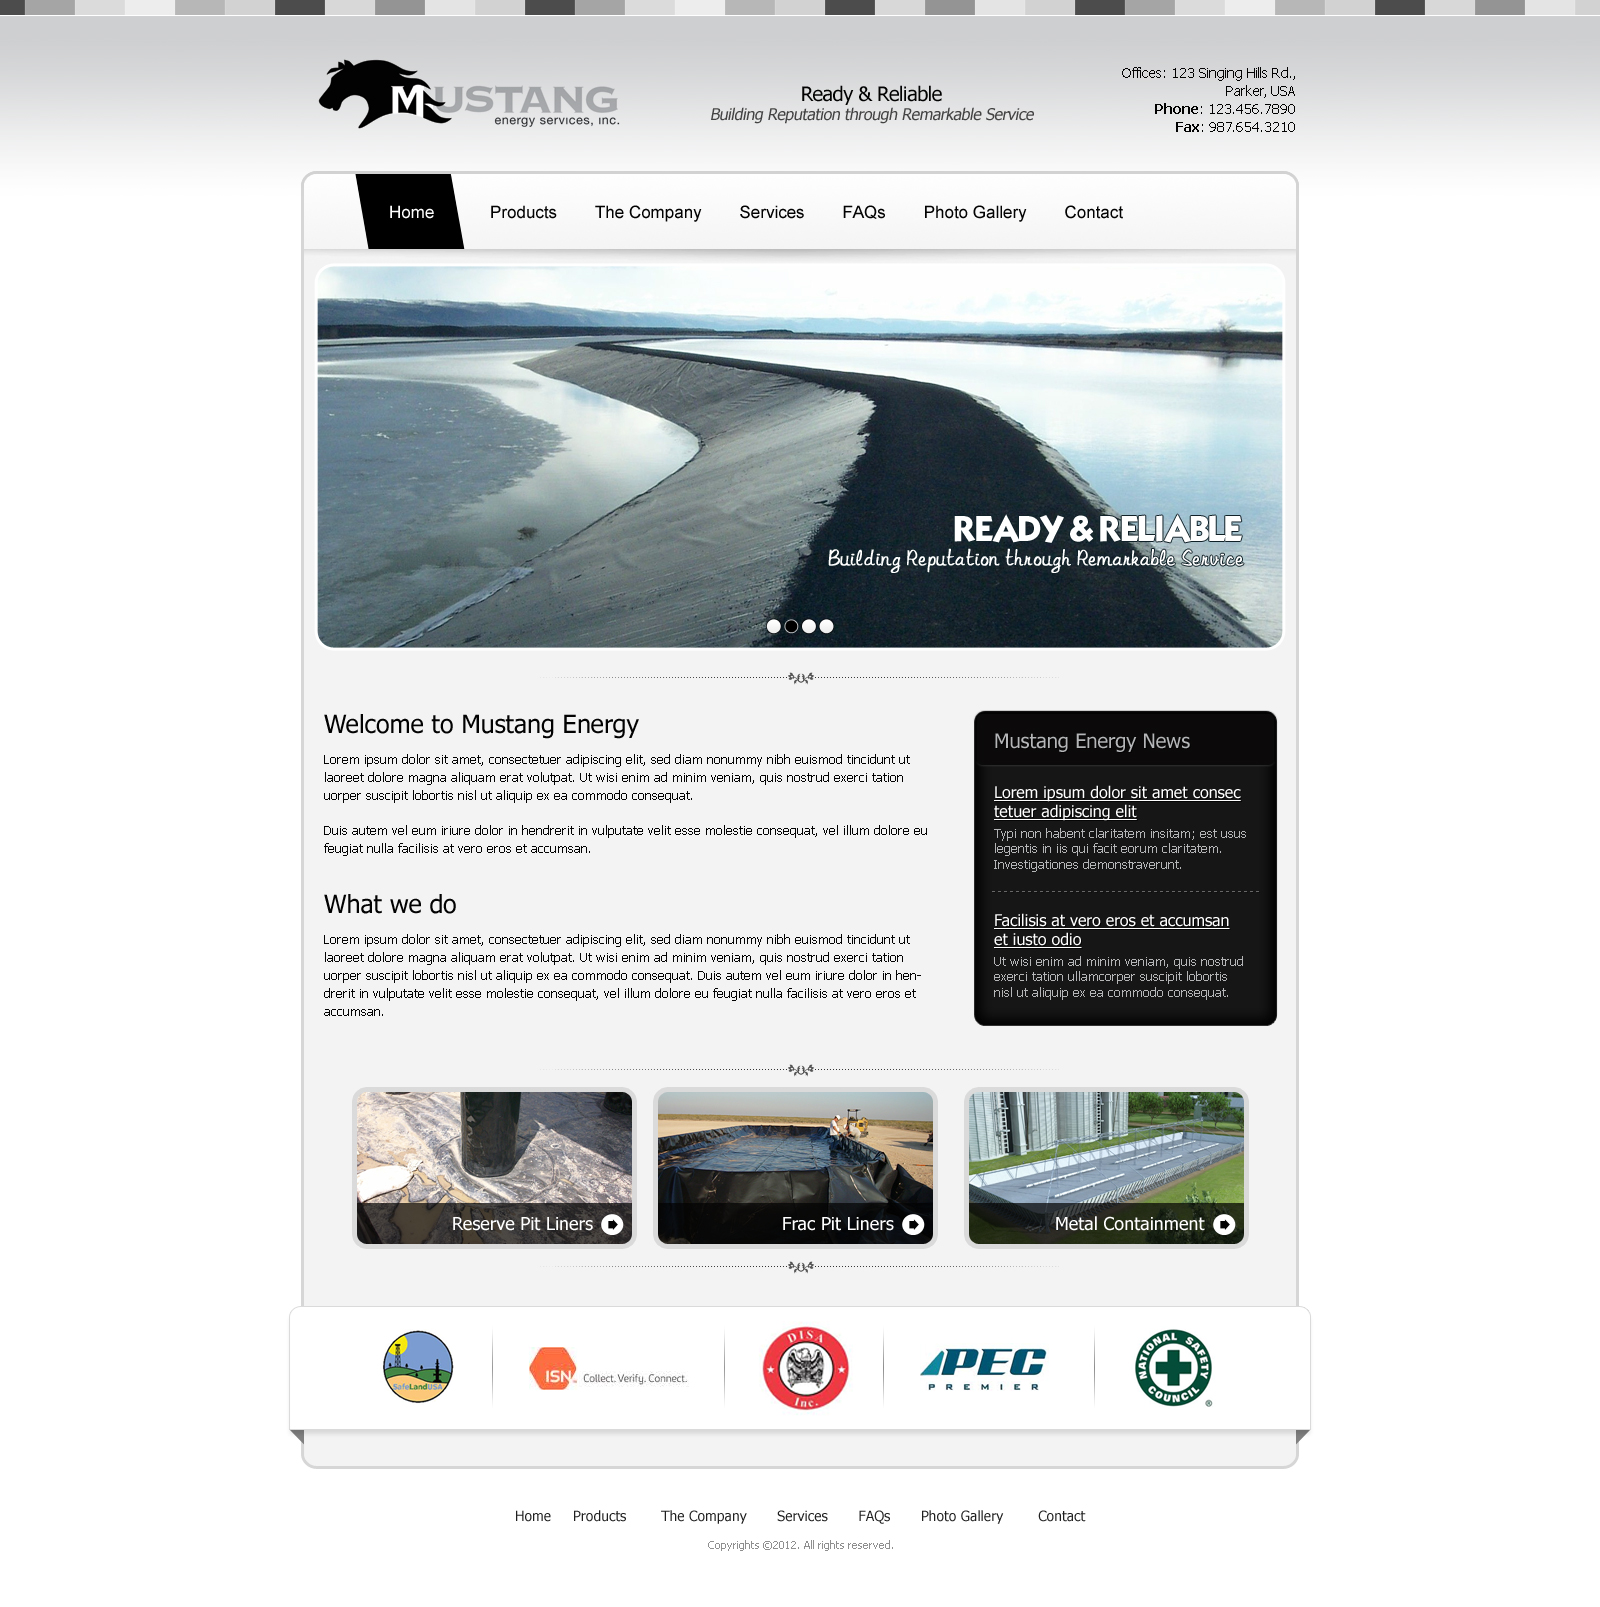 MUSTANG
energy services, inc.
Ready & Reliable
Building Reputation through Remarkable Service
Offices: 123 Singing Hills Rd.,
Parker, USA
Phone: 123.456.7890
Fax: 987.654.3210
Home Products The Company Services FAQs Photo Gallery Contact
READY & RELIABLE
Building Reputation through Remarkable Service
Welcome to Mustang Energy
Lorem ipsum dolor sit amet, consectetuer adipiscing elit, sed diam nonummy nibh euismod tincidunt ut
laoreet dolore magna aliquam erat volutpat. Ut wisi enim ad minim veniam, quis nostrud exerci tation
uorper suscipit lobortis nisl ut aliquip ex ea commodo consequat.
Duis autem vel eum iriure dolor in hendrerit in vulputate velit esse molestie consequat, vel illum dolore eu
feugiat nulla facilisis at vero eros et accumsan.
What we do
Lorem ipsum dolor sit amet, consectetuer adipiscing elit, sed diam nonummy nibh euismod tincidunt ut
laoreet dolore magna aliquam erat volutpat. Ut wisi enim ad minim veniam, quis nostrud exerci tation
uorper suscipit lobortis nisl ut aliquip ex ea commodo consequat. Duis autem vel eum iriure dolor in hen-
drerit in vulputate velit esse molestie consequat, vel illum dolore eu feugiat nulla facilisis at vero eros et
accumsan.
Mustang Energy News
Lorem ipsum dolor sit amet consec
tetuer adipiscing elit
Typi non habent claritatem insitam; est usus
legentis in iis qui facit eorum claritatem.
Investigationes demonstraverunt.
Facilisis at vero eros et accumsan
et iusto odio
Ut wisi enim ad minim veniam, quis nostrud
exerci tation ullamcorper suscipit lobortis
nisl ut aliquip ex ea commodo consequat.
Reserve Pit Liners
Frac Pit Liners
Metal Containment
SafeLandUSA
ISN Collect. Verify. Connect.
DISA
Inc.
PEC
PREMIER
NATIONAL SAFETY
COUNCIL ®
Home Products The Company Services FAQs Photo Gallery Contact
Copyrights ©2012. All rights reserved.